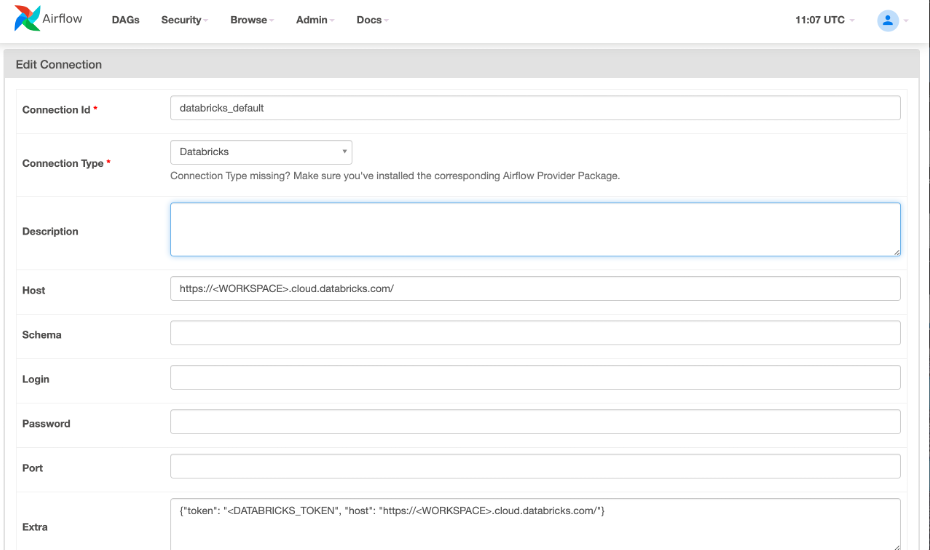 Airflow DAGs Security Browse Admin Docs 11:07 UTC
Edit Connection
Connection Id *
databricks_default
Connection Type *
Databricks
Connection Type missing? Make sure you've installed the corresponding Airflow Provider Package.
Description
Host
https://<WORKSPACE>.cloud.databricks.com/
Schema
Login
Password
Port
Extra
{"token": "<DATABRICKS_TOKEN", "host": "https://<WORKSPACE>.cloud.databricks.com/"}